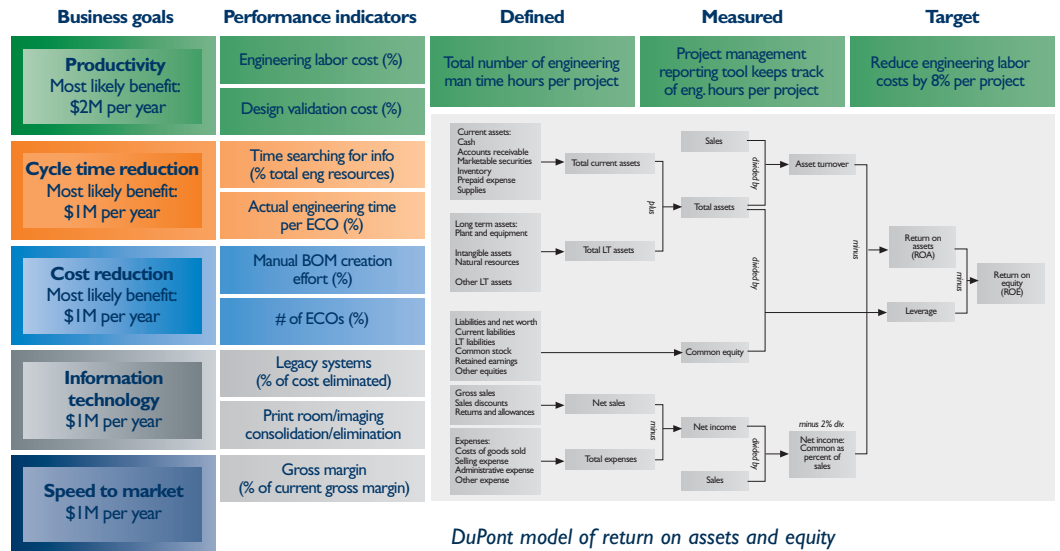 Business goals
Performance indicators
Defined
Measured
Target
Productivity
Most likely benefit:
$2M per year
Engineering labor cost (%)
Design validation cost (%)
Total number of engineering
man time hours per project
Project management
reporting tool keeps track
of eng. hours per project
Reduce engineering labor
costs by 8% per project
Cycle time reduction
Most likely benefit:
$1M per year
Time searching for info
(% total eng resources)
Actual engineering time
per ECO (%)
Cost reduction
Most likely benefit:
$1M per year
Manual BOM creation
effort (%)
# of ECOs (%)
Information
technology
$1M per year
Legacy systems
(% of cost eliminated)
Print room/imaging
consolidation/elimination
Speed to market
$1M per year
Gross margin
(% of current gross margin)
Current assets:
Cash
Accounts receivable
Marketable securities
Inventory
Prepaid expense
Supplies
Total current assets
Sales
divided by
Asset turnover
plus
Total assets
Long term assets:
Plant and equipment
Intangible assets
Natural resources
Other LT assets
Total LT assets
divided by
minus
Return on
assets
(ROA)
minus
Return on
equity
(ROE)
Leverage
Liabilities and net worth
Current liabilities
LT liabilities
Common stock
Retained earnings
Other equities
Common equity
Gross sales
Sales discounts
Returns and allowances
Net sales
minus
Net income
Expenses:
Costs of goods sold
Selling expense
Administrative expense
Other expense
Total expenses
divided by
Sales
minus 2% div.
Net income:
Common as
percent of
sales
DuPont model of return on assets and equity